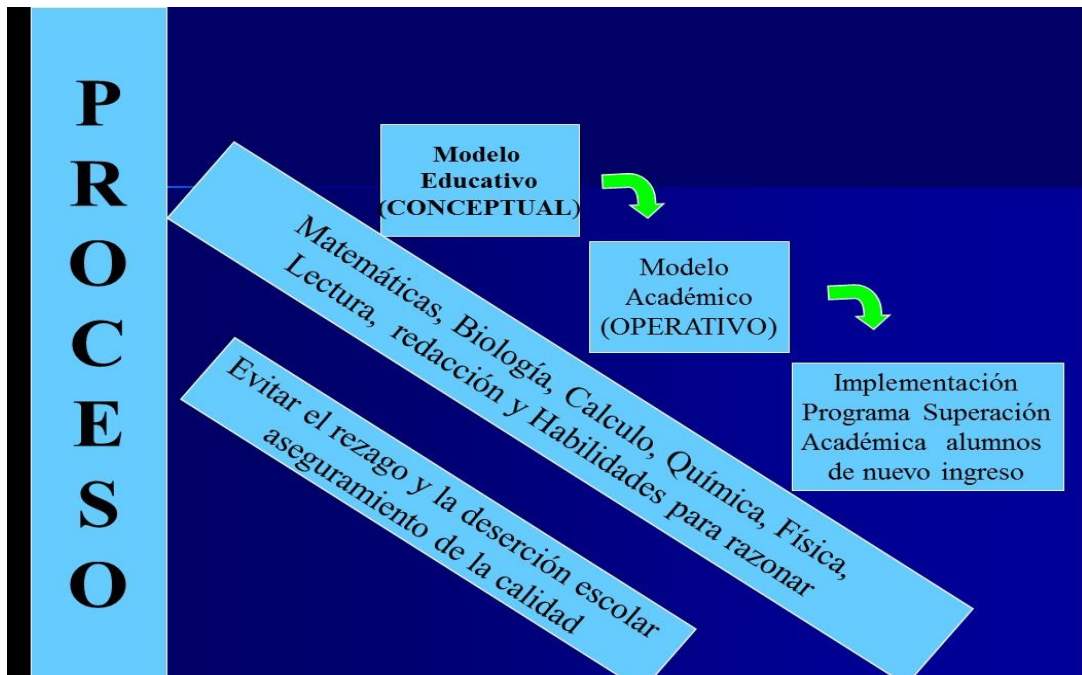 PROCESO
Modelo
Educativo
(CONCEPTUAL)
Modelo
Académico
(OPERATIVO)
Implementación
Programa Superación
Académica alumnos
de nuevo ingreso
Matemáticas, Biología, Calculo, Química, Física,
Lectura, redacción y Habilidades para razonar
Evitar el rezago y la deserción escolar
aseguramiento de la calidad